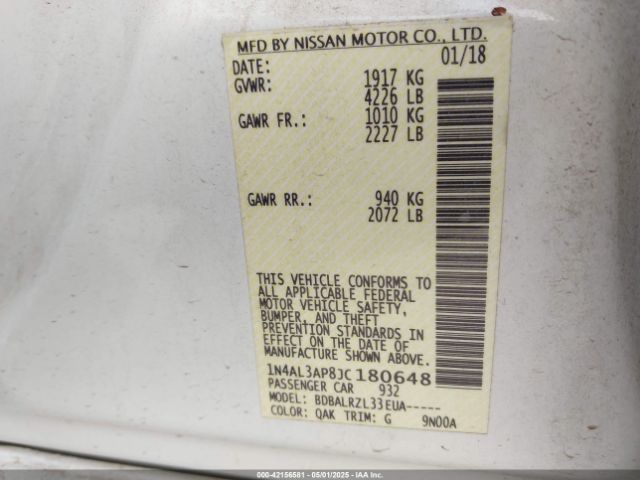 MFD BY NISSAN MOTOR CO., LTD.
DATE: 01/18
GVWR: 1917 KG
4226 LB
GAWR FR.: 1010 KG
2227 LB
GAWR RR.: 940 KG
2072 LB
THIS VEHICLE CONFORMS TO
ALL APPLICABLE FEDERAL
MOTOR VEHICLE SAFETY,
BUMPER, AND THEFT
PREVENTION STANDARDS IN
EFFECT ON THE DATE OF
MANUFACTURE SHOWN ABOVE.
1N4AL3AP8JC180648
PASSENGER CAR 932
MODEL: BDBALRZL33EUA-----
COLOR: QAK TRIM: G 9N00A
000-42156581 - 05/01/2025 - IAAI.COM